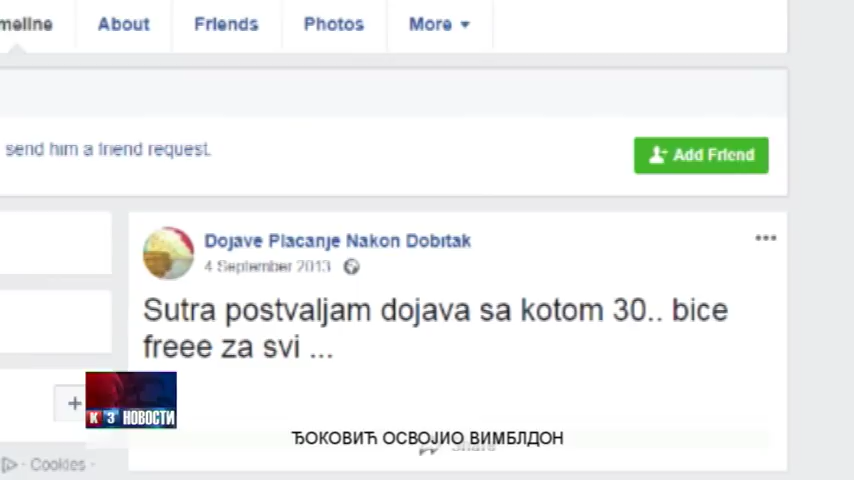 meline About Friends Photos More
send him a friend request.
Add Friend
Dojave Placanje Nakon Dobitak
4 September 2013
Sutra postvaljam dojava sa kotom 30.. bice
freee za svi ...
К3 НОВОСТИ
ЂОКОВИЋ ОСВОЈИО ВИМБЛДОН
Share
Cookies ·